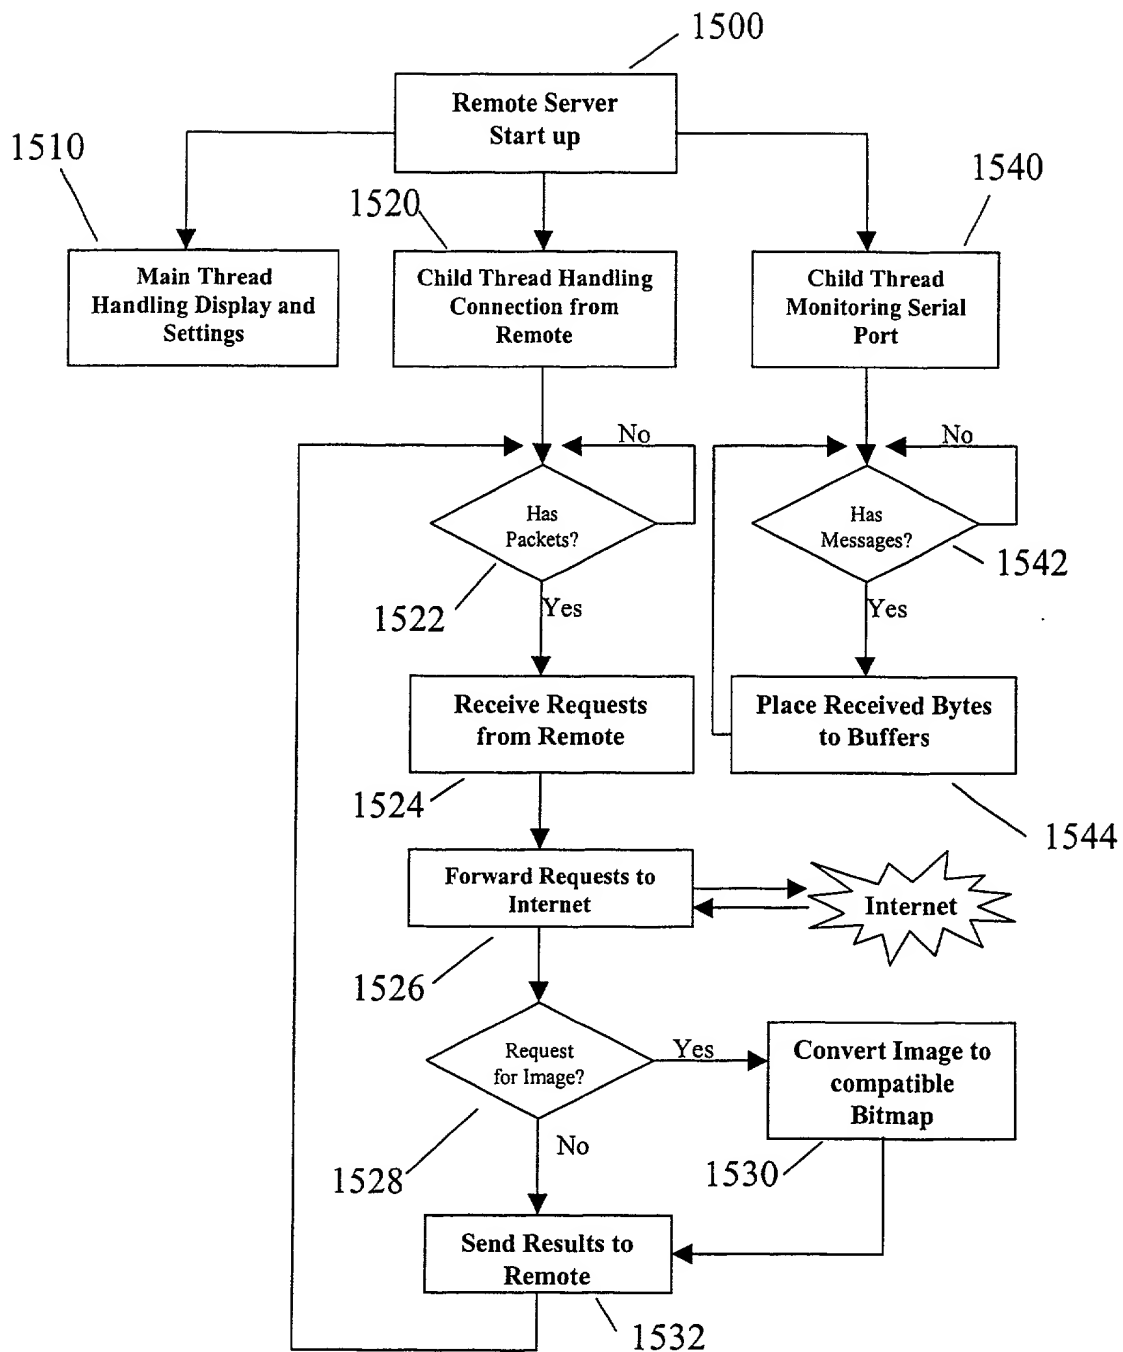 1500
Remote Server
Start up
1510
1520
1540
Main Thread
Handling Display and
Settings
Child Thread Handling
Connection from
Remote
Child Thread
Monitoring Serial
Port
No
No
Has
Packets?
Has
Messages?
1522
1542
Yes
Yes
Receive Requests
from Remote
Place Received Bytes
to Buffers
1524
1544
Forward Requests to
Internet
Internet
1526
Request
for Image?
Yes
Convert Image to
compatible
Bitmap
No
1528
1530
Send Results to
Remote
1532